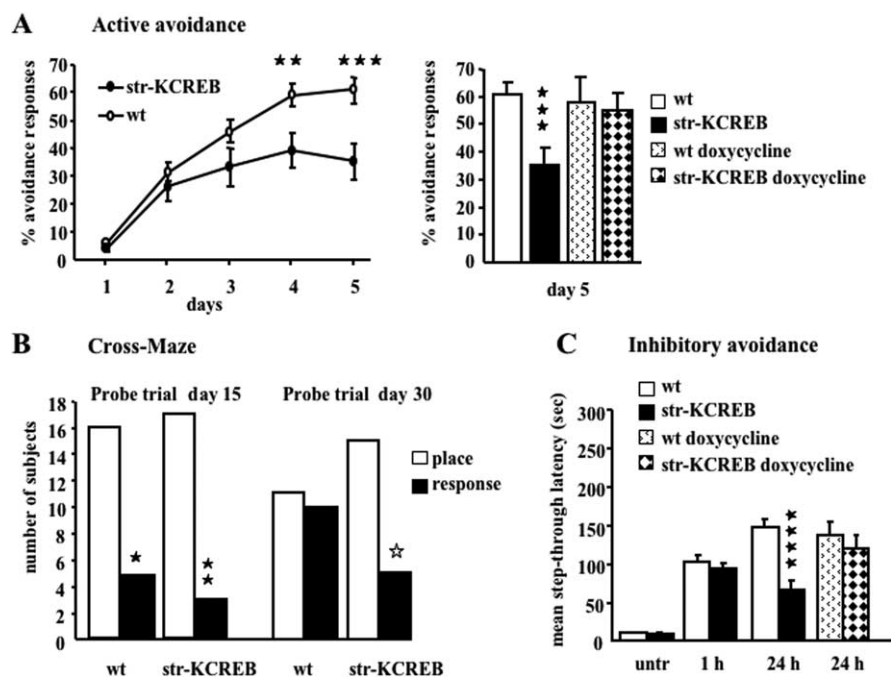 A Active avoidance
% avoidance responses
70
60
50
40
30
20
10
0
str-KCREB
wt
★★ ★★★
1 2 3 4 5
days
% avoidance responses
70
60
50
40
30
20
10
0
★★★
day 5
wt
str-KCREB
wt doxycycline
str-KCREB doxycycline
B Cross-Maze
Probe trial day 15 Probe trial day 30
number of subjects
18
16
14
12
10
8
6
4
2
0
★ ★★ ☆
place
response
wt str-KCREB wt str-KCREB
C Inhibitory avoidance
wt
str-KCREB
wt doxycycline
str-KCREB doxycycline
mean step-through latency (sec)
300
250
200
150
100
50
0
★★★★
untr 1 h 24 h 24 h